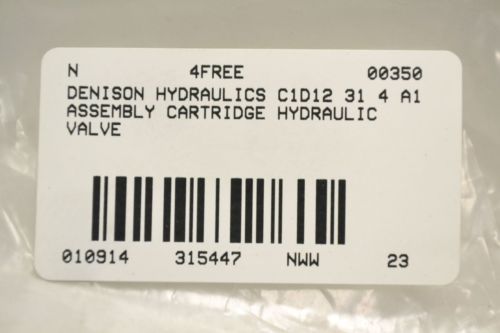 N 4FREE 00350
DENISON HYDRAULICS C1D12 31 4 A1
ASSEMBLY CARTRIDGE HYDRAULIC
VALVE
010914 315447 NWW 23